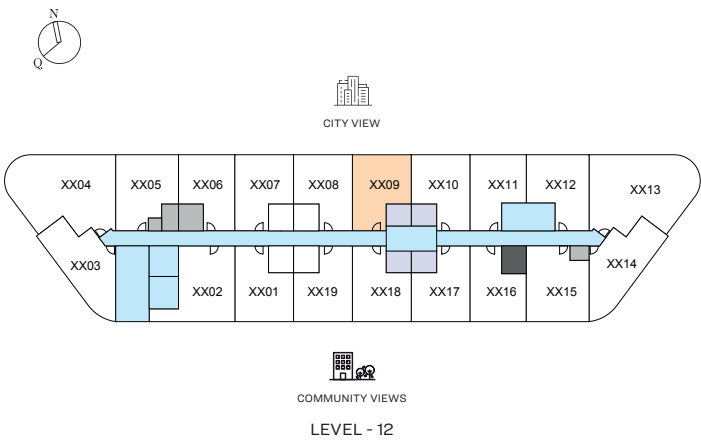 N
Q
CITY VIEW
XX04 XX05 XX06 XX07 XX08 XX09 XX10 XX11 XX12 XX13
XX03 XX14
XX02 XX01 XX19 XX18 XX17 XX16 XX15
COMMUNITY VIEWS
LEVEL - 12